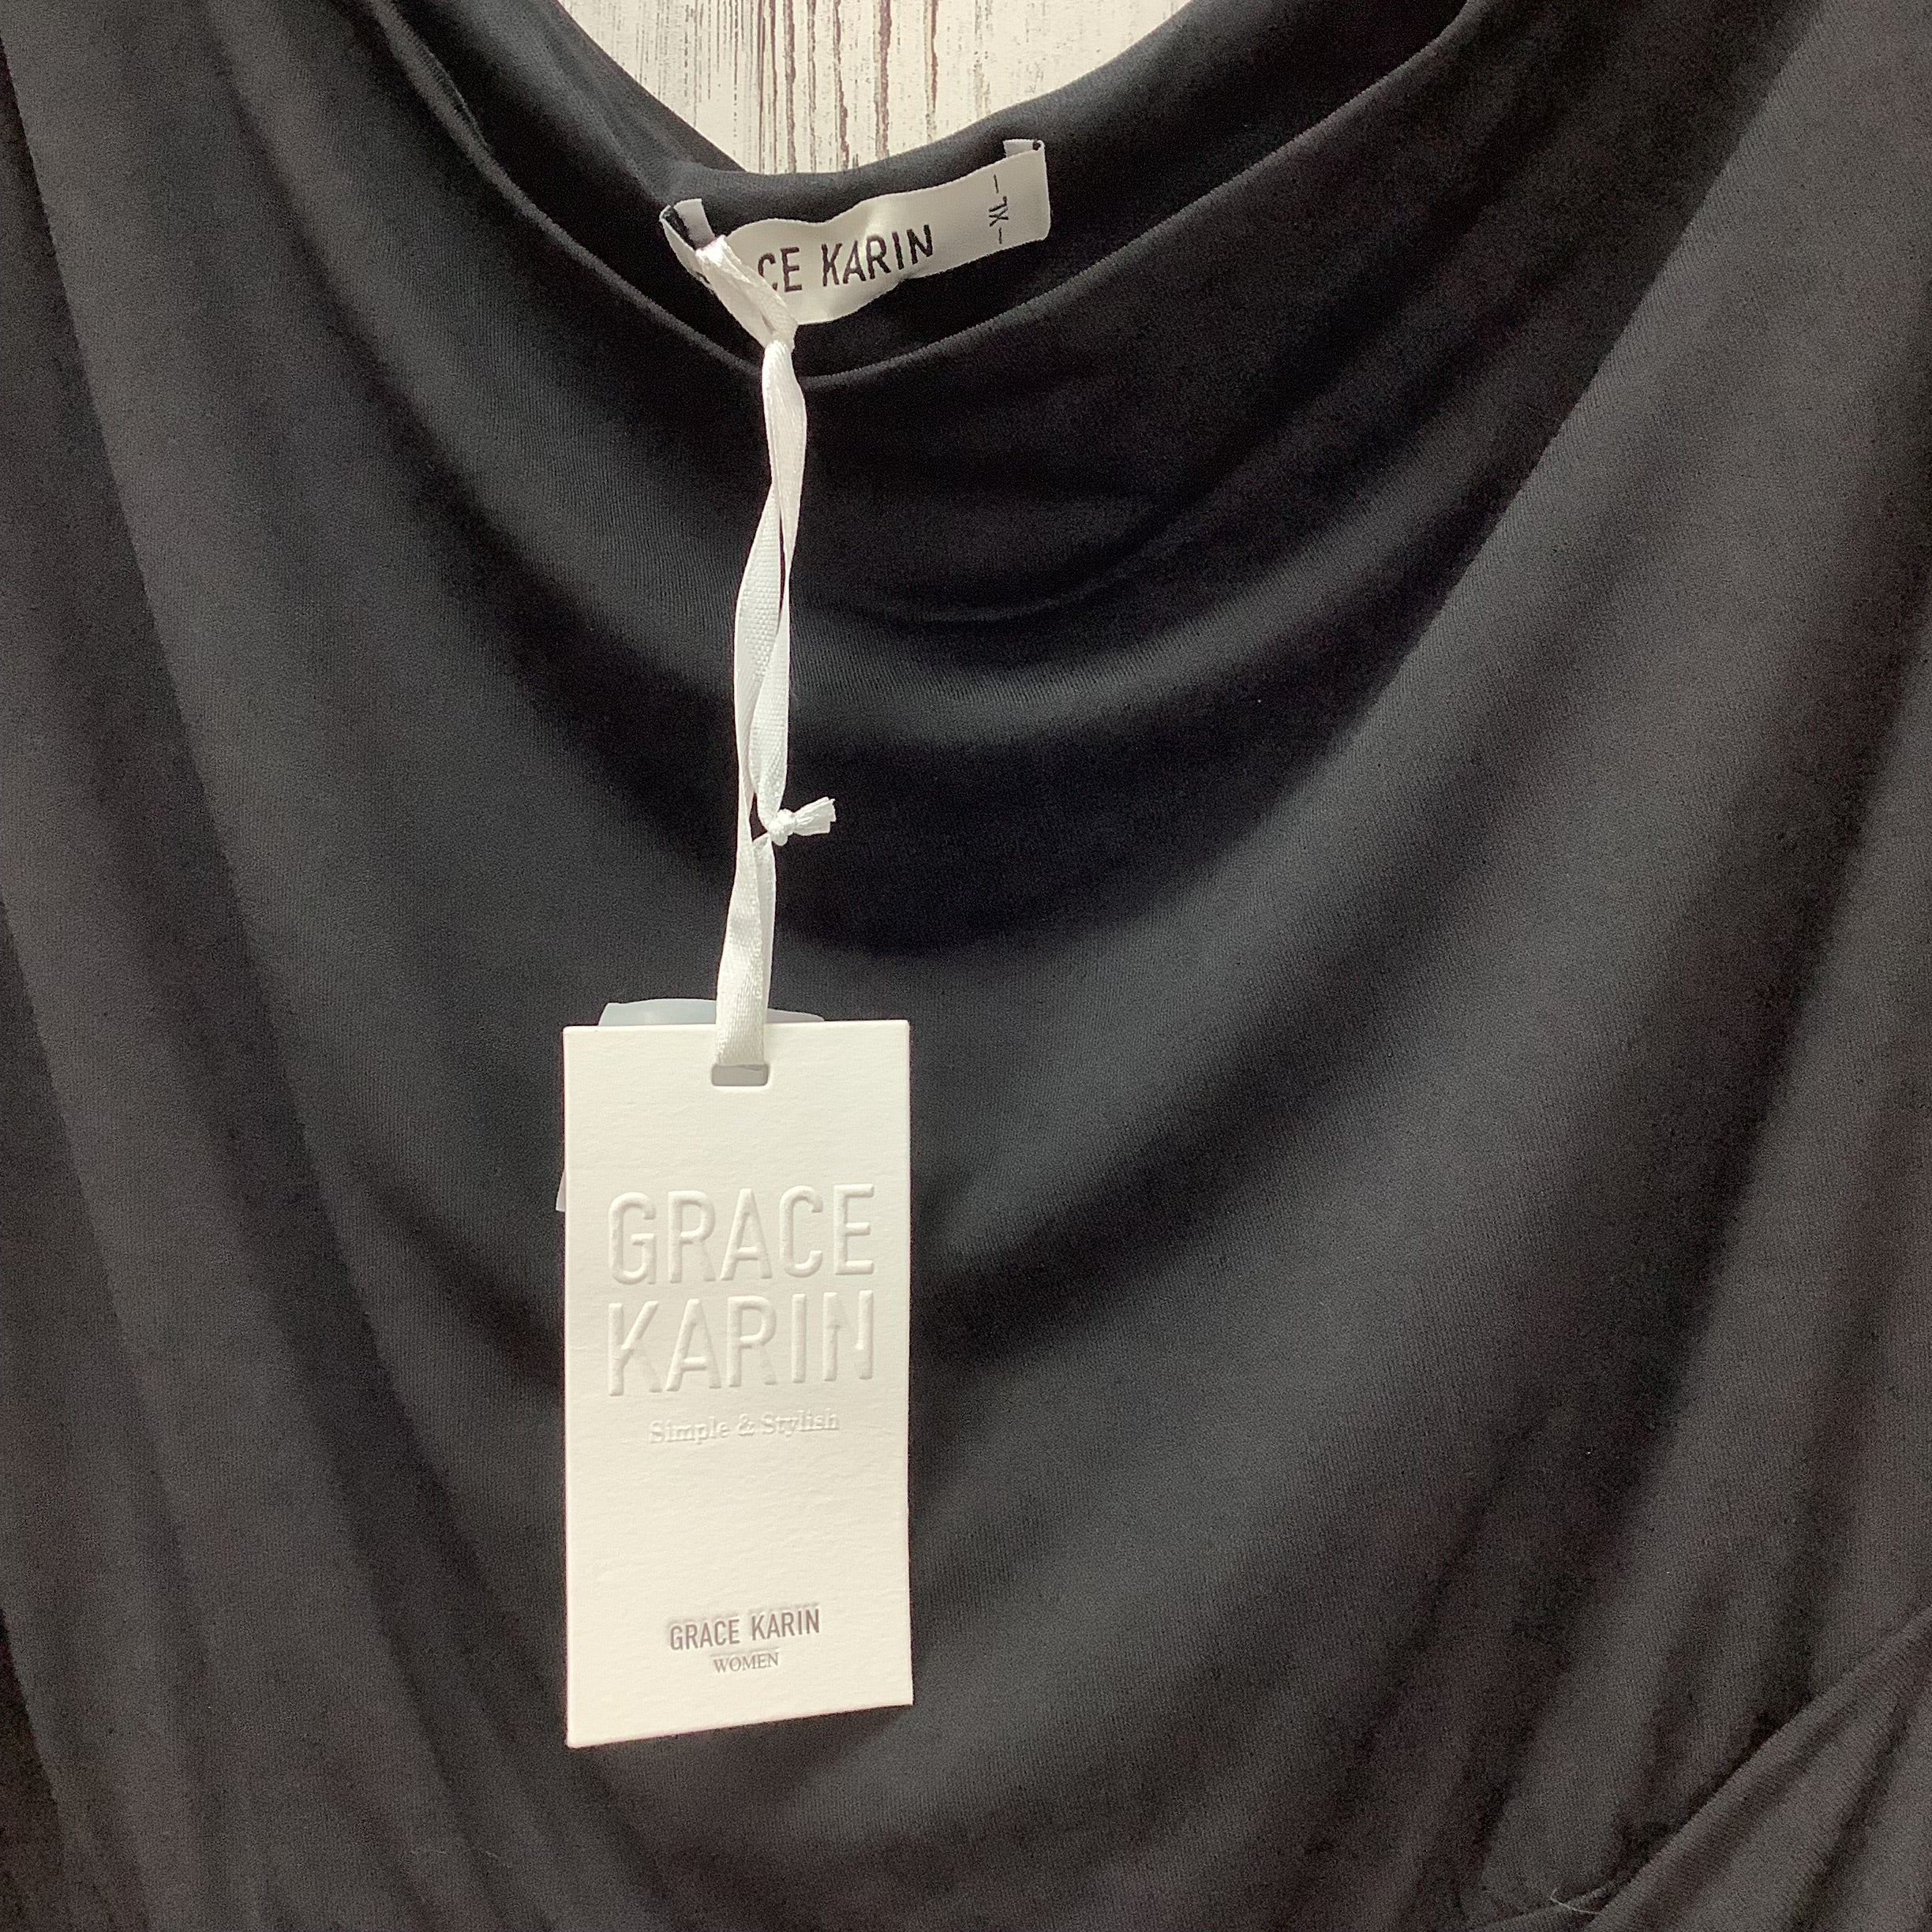 CE KARIN
-XL-
GRACE
KARIN
Simple & Stylish
GRACE KARIN
WOMEN